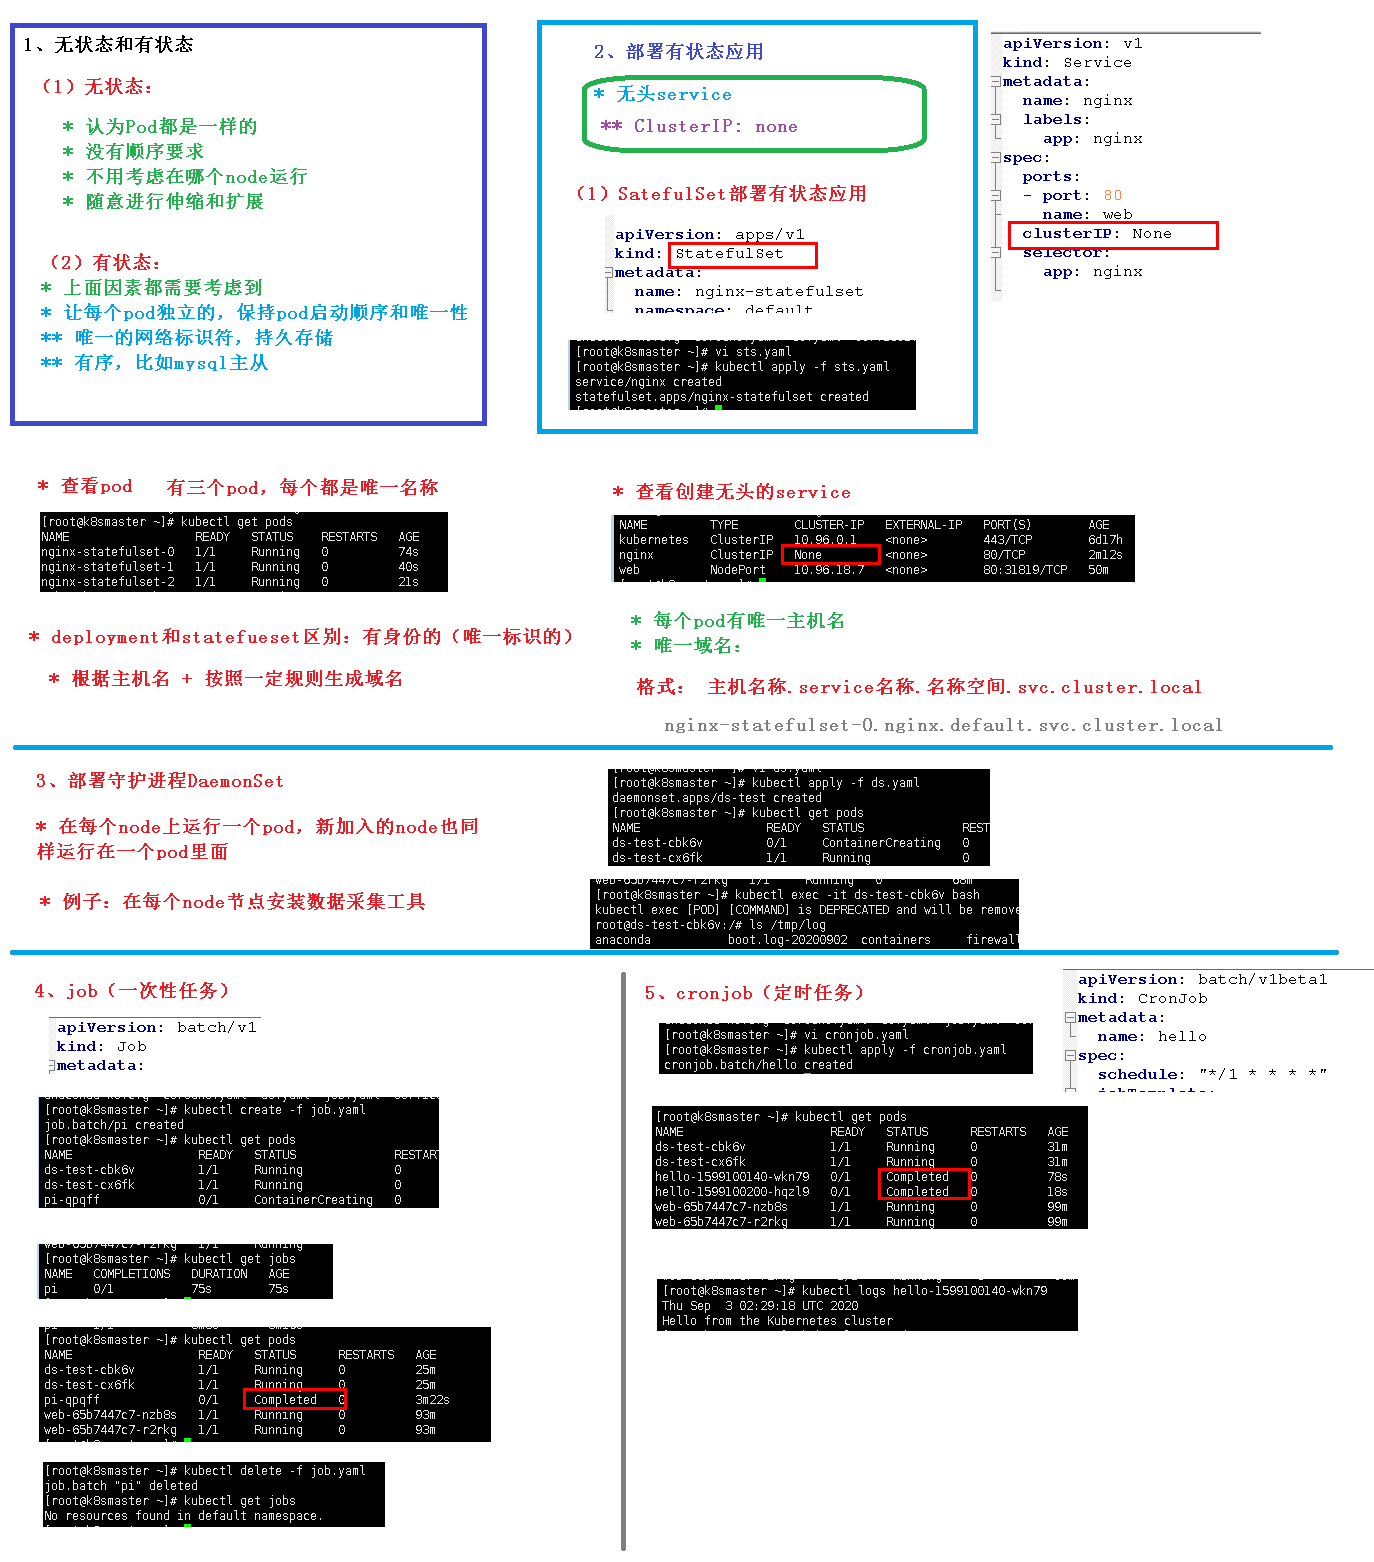 1、无状态和有状态
（1）无状态：
* 认为Pod都是一样的
* 没有顺序要求
* 不用考虑在哪个node运行
* 随意进行伸缩和扩展
（2）有状态：
* 上面因素都需要考虑到
* 让每个pod独立的，保持pod启动顺序和唯一性
** 唯一的网络标识符，持久存储
** 有序，比如mysql主从
2、部署有状态应用
* 无头service
** ClusterIP: none
（1）SatefulSet部署有状态应用
apiVersion: apps/v1
kind: StatefulSet
metadata:
name: nginx-statefulset
namespace: default
[root@k8smaster ~]# vi sts.yaml
[root@k8smaster ~]# kubectl apply -f sts.yaml
service/nginx created
statefulset.apps/nginx-statefulset created
apiVersion: v1
kind: Service
metadata:
name: nginx
labels:
app: nginx
spec:
ports:
- port: 80
name: web
clusterIP: None
selector:
app: nginx
* 查看pod 有三个pod，每个都是唯一名称
[root@k8smaster ~]# kubectl get pods
NAME READY STATUS RESTARTS AGE
nginx-statefulset-0 1/1 Running 0 74s
nginx-statefulset-1 1/1 Running 0 40s
nginx-statefulset-2 1/1 Running 0 21s
* deployment和statefueset区别：有身份的（唯一标识的）
* 根据主机名 + 按照一定规则生成域名
* 查看创建无头的service
NAME TYPE CLUSTER-IP EXTERNAL-IP PORT(S) AGE
kubernetes ClusterIP 10.96.0.1 <none> 443/TCP 6d17h
nginx ClusterIP None <none> 80/TCP 2m12s
web NodePort 10.96.18.7 <none> 80:31819/TCP 50m
* 每个pod有唯一主机名
* 唯一域名：
格式： 主机名称.service名称.名称空间.svc.cluster.local
nginx-statefulset-0.nginx.default.svc.cluster.local
3、部署守护进程DaemonSet
* 在每个node上运行一个pod，新加入的node也同
样运行在一个pod里面
* 例子：在每个node节点安装数据采集工具
[root@k8smaster ~]# vi ds.yaml
[root@k8smaster ~]# kubectl apply -f ds.yaml
daemonset.apps/ds-test created
[root@k8smaster ~]# kubectl get pods
NAME READY STATUS REST
ds-test-cbk6v 0/1 ContainerCreating 0
ds-test-cx6fk 1/1 Running 0
web-65b7447c7-r2rkg 1/1 Running 0 68m
[root@k8smaster ~]# kubectl exec -it ds-test-cbk6v bash
kubectl exec [POD] [COMMAND] is DEPRECATED and will be remove
root@ds-test-cbk6v:/# ls /tmp/log
anaconda boot.log-20200902 containers firewall
4、job（一次性任务）
apiVersion: batch/v1
kind: Job
metadata:
[root@k8smaster ~]# kubectl create -f job.yaml
job.batch/pi created
[root@k8smaster ~]# kubectl get pods
NAME READY STATUS RESTAR
ds-test-cbk6v 1/1 Running 0
ds-test-cx6fk 1/1 Running 0
pi-qpqff 0/1 ContainerCreating 0
web-65b7447c7-r2rkg 1/1 Running
[root@k8smaster ~]# kubectl get jobs
NAME COMPLETIONS DURATION AGE
pi 0/1 75s 75s
[root@k8smaster ~]# kubectl get pods
NAME READY STATUS RESTARTS AGE
ds-test-cbk6v 1/1 Running 0 25m
ds-test-cx6fk 1/1 Running 0 25m
pi-qpqff 0/1 Completed 0 3m22s
web-65b7447c7-nzb8s 1/1 Running 0 93m
web-65b7447c7-r2rkg 1/1 Running 0 93m
[root@k8smaster ~]# kubectl delete -f job.yaml
job.batch "pi" deleted
[root@k8smaster ~]# kubectl get jobs
No resources found in default namespace.
5、cronjob（定时任务）
[root@k8smaster ~]# vi cronjob.yaml
[root@k8smaster ~]# kubectl apply -f cronjob.yaml
cronjob.batch/hello created
apiVersion: batch/v1beta1
kind: CronJob
metadata:
name: hello
spec:
schedule: "*/1 * * * *"
jobTemplate:
[root@k8smaster ~]# kubectl get pods
NAME READY STATUS RESTARTS AGE
ds-test-cbk6v 1/1 Running 0 31m
ds-test-cx6fk 1/1 Running 0 31m
hello-1599100140-wkn79 0/1 Completed 0 78s
hello-1599100200-hqzl9 0/1 Completed 0 18s
web-65b7447c7-nzb8s 1/1 Running 0 99m
web-65b7447c7-r2rkg 1/1 Running 0 99m
[root@k8smaster ~]# kubectl logs hello-1599100140-wkn79
Thu Sep 3 02:29:18 UTC 2020
Hello from the Kubernetes cluster